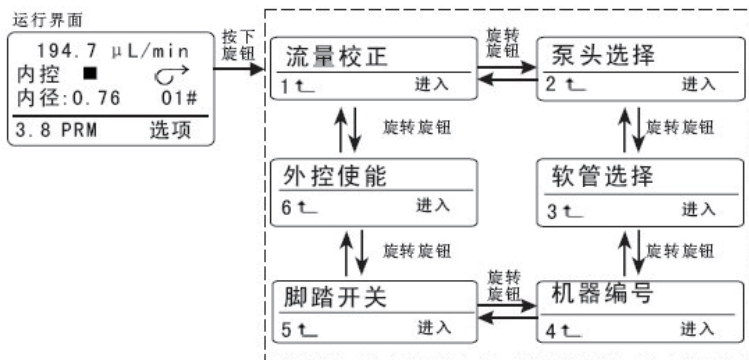 运行界面
194.7 μL/min
内控 ■
内径:0.76 01#
3.8 PRM 选项
按下
旋钮
流量校正
1 进入
旋转
旋钮
泵头选择
2 进入
旋转旋钮
旋转旋钮
外控使能
6 进入
软管选择
3 进入
旋转旋钮
旋转旋钮
脚踏开关
5 进入
旋转
旋钮
机器编号
4 进入